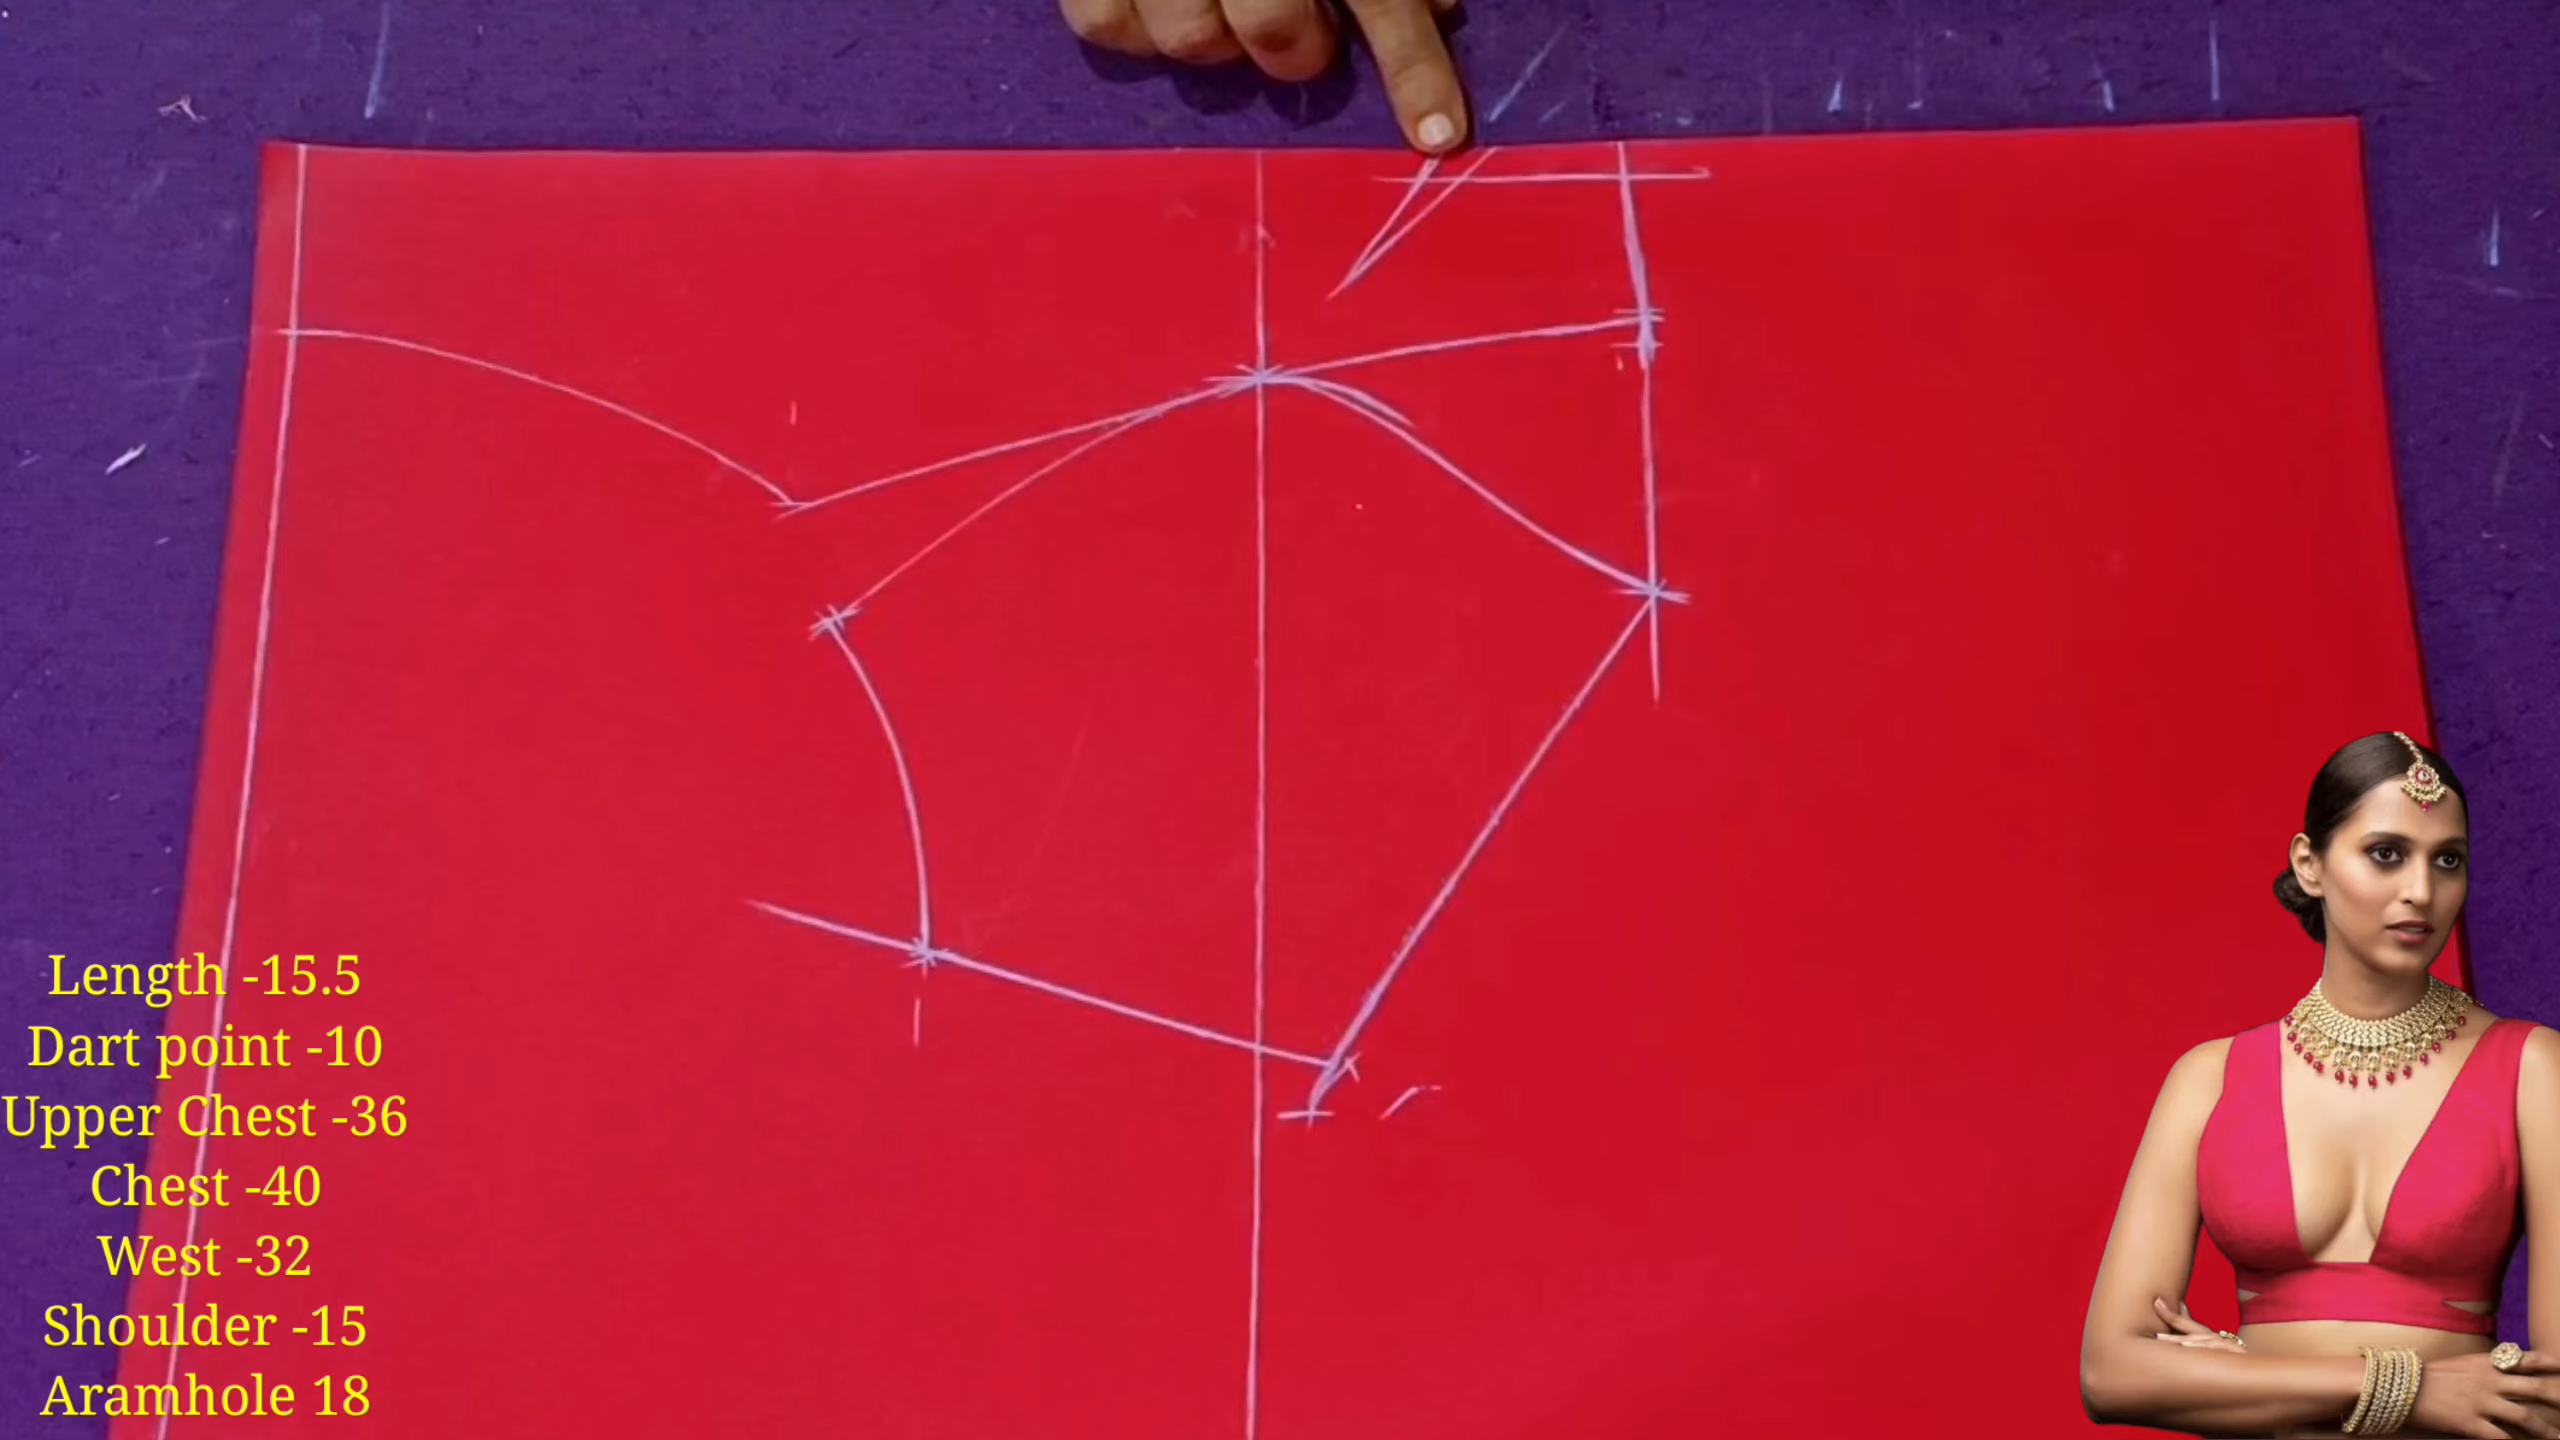 Length -15.5
Dart point -10
Upper Chest -36
Chest -40
West -32
Shoulder -15
Aramhole 18